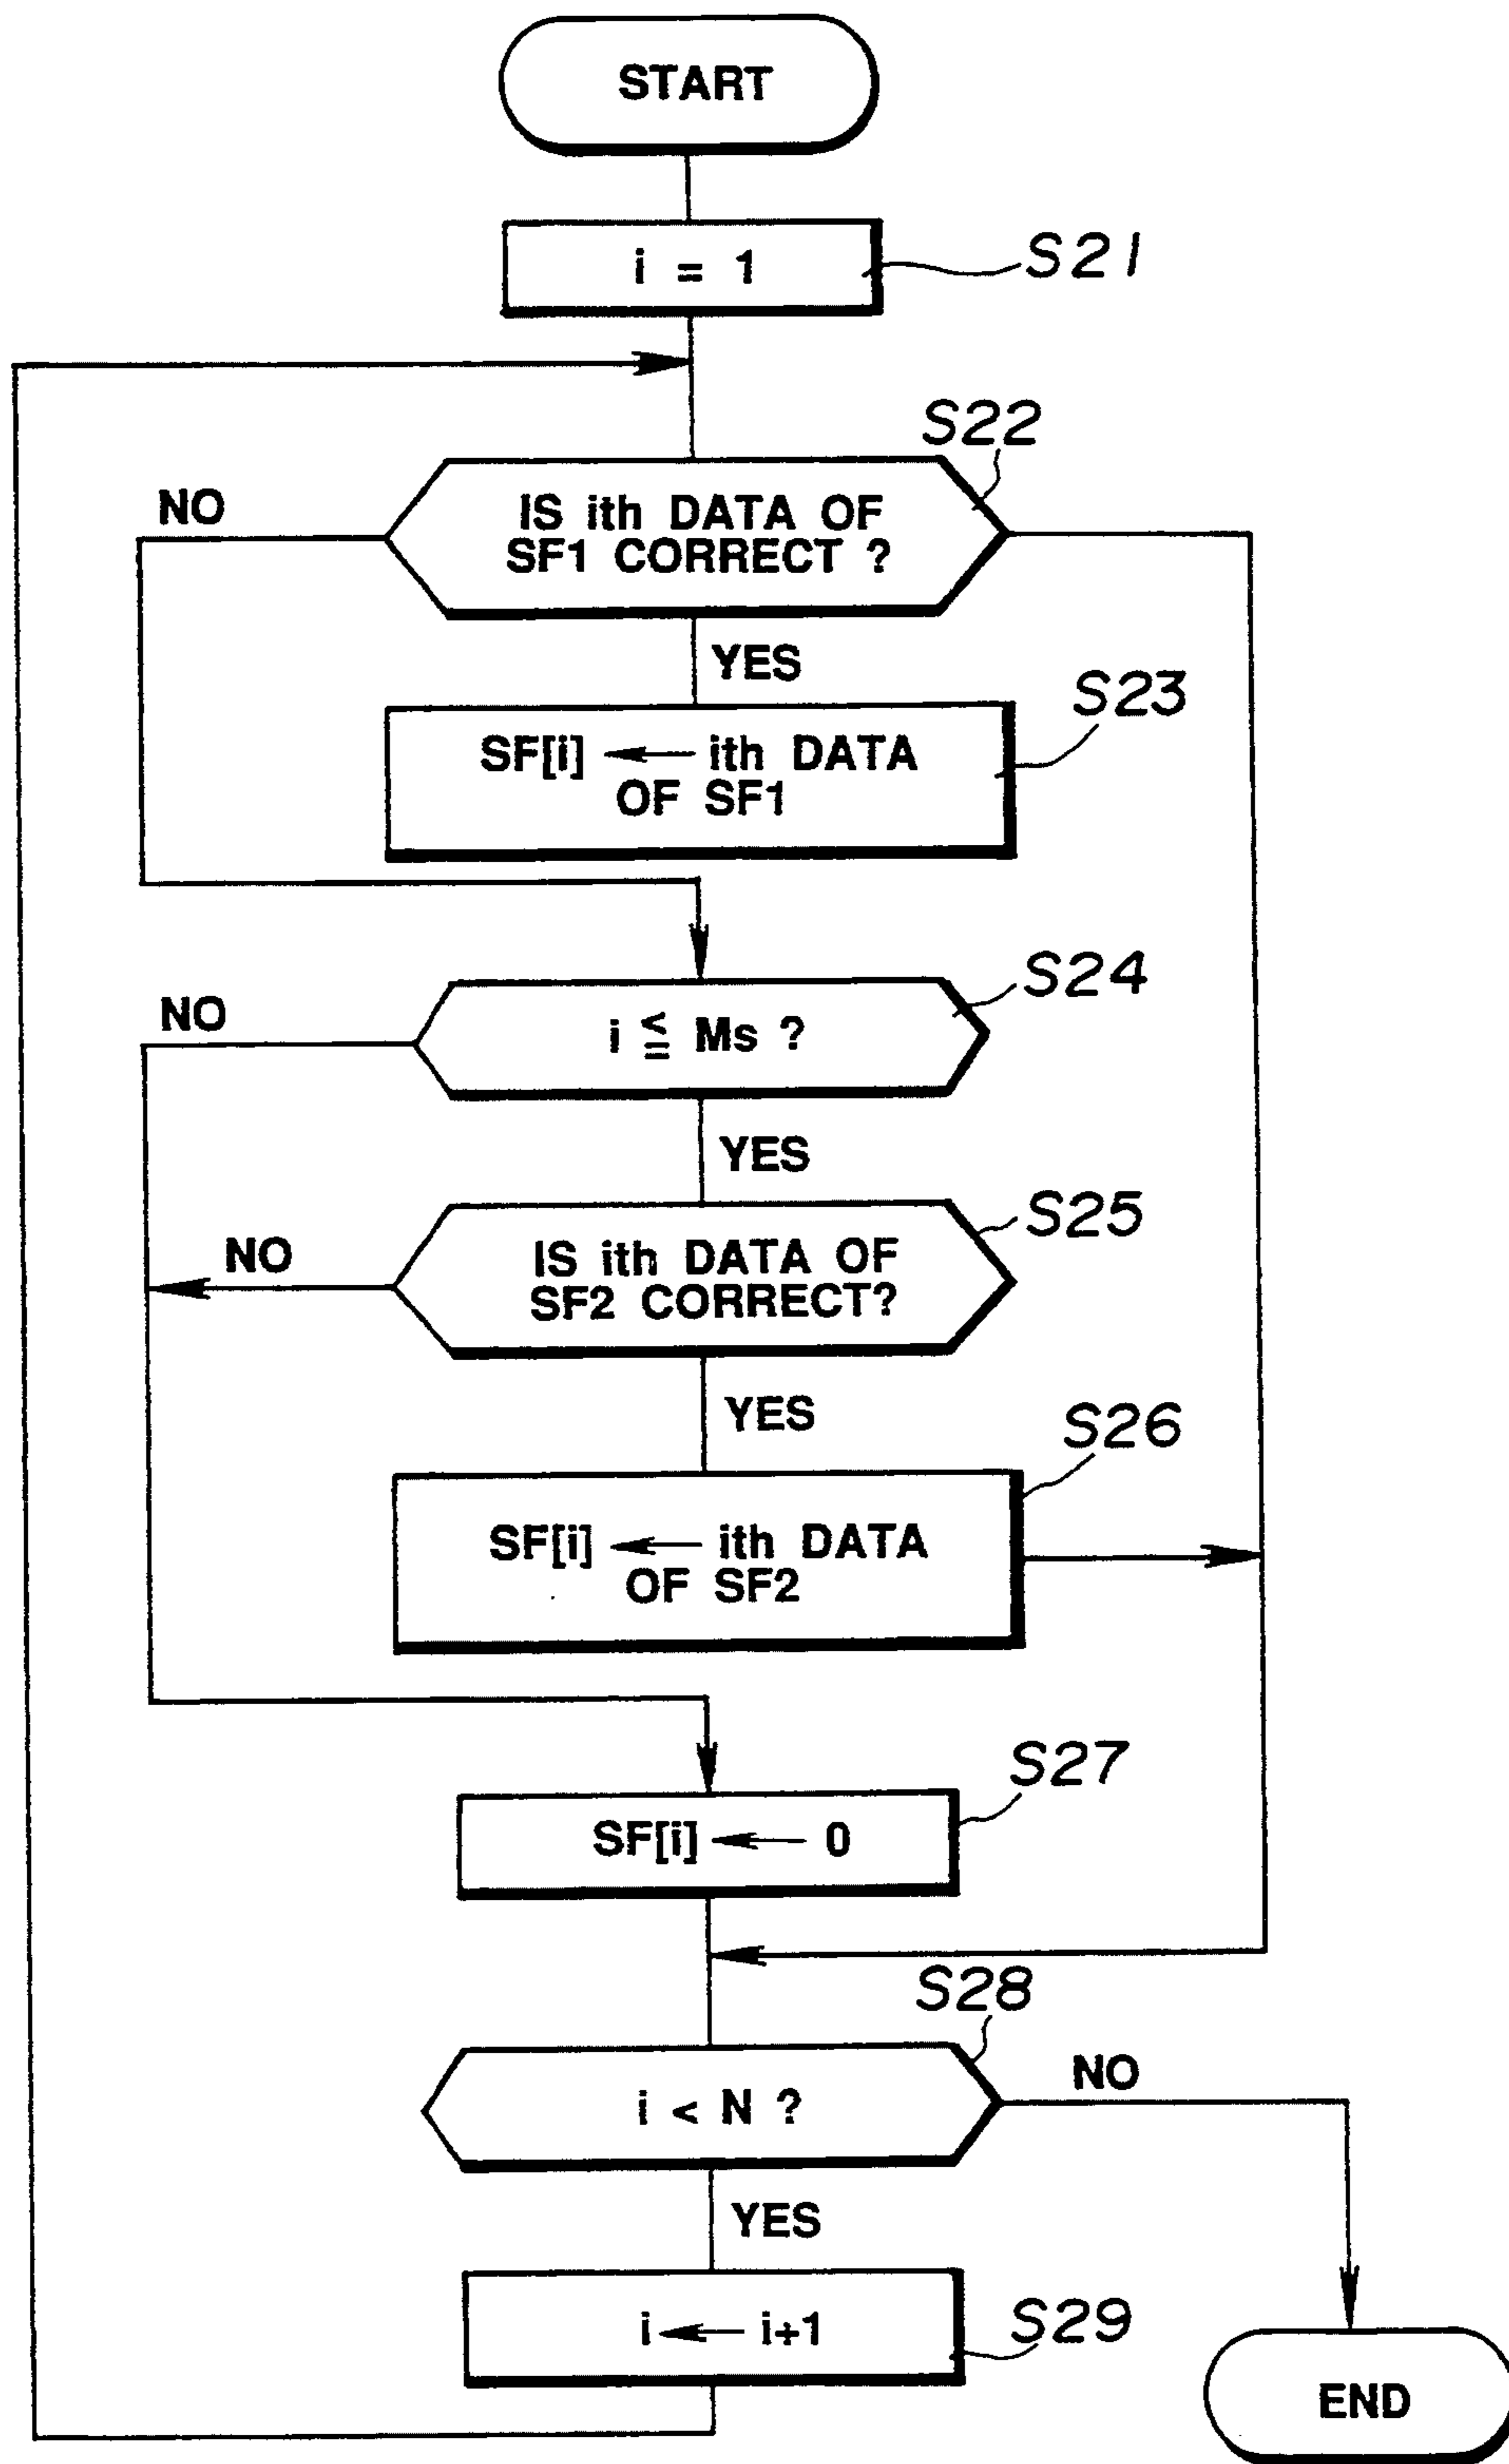 START
i = 1
S21
S22
NO
IS ith DATA OF
SF1 CORRECT ?
YES
S23
SF[i] ← ith DATA
OF SF1
S24
NO
i ≦ Ms ?
YES
S25
NO
IS ith DATA OF
SF2 CORRECT?
YES
S26
SF[i] ← ith DATA
OF SF2
S27
SF[i] ← 0
S28
NO
i < N ?
YES
i ← i+1
S29
END